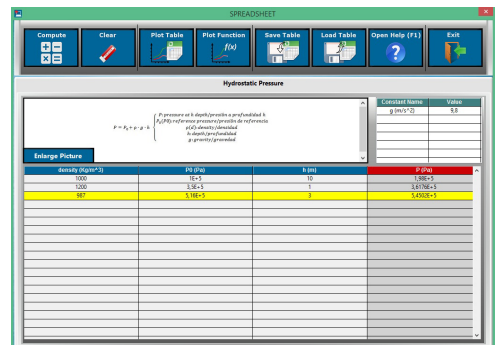 SPREADSHEET
Compute Clear Plot Table Plot Function Save Table Load Table Open Help (F1) Exit
f(x)
Hydrostatic Pressure
Constant Name Value
g (m/s^2) 9,8
P: pressure at h depth/presión a profundidad h
P₀(P0): reference pressure/presión de referencia
P = P₀ + ρ · g · h
ρ(d): density/densidad
h: depth/profundidad
g: gravity/gravedad
Enlarge Picture
density (Kg/m^3) P0 (Pa) h (m) P (Pa)
1000 1E+5 10 1,98E+5
1200 3,5E+5 1 3,6176E+5
987 5,16E+5 3 5,4502E+5